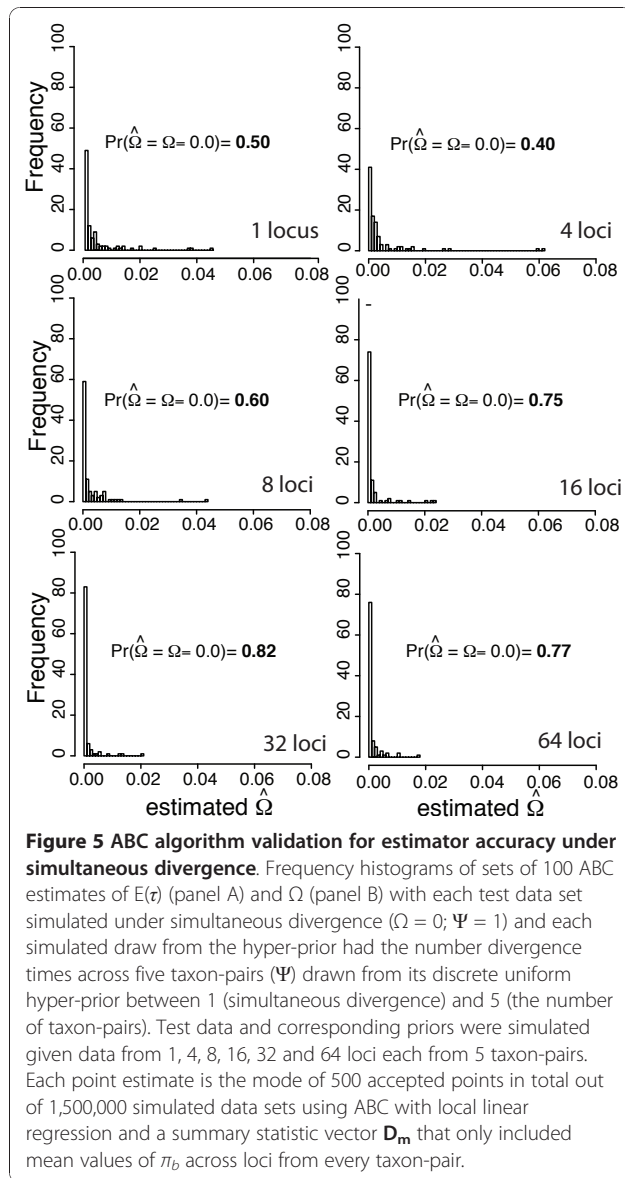 Frequency
0 20 40 60 80 100
Pr(Ω̂ = Ω= 0.0)= 0.50
1 locus
0.00 0.02 0.04 0.06 0.08
0 20 40 60 80 100
Pr(Ω̂ = Ω= 0.0)= 0.40
4 loci
0.00 0.02 0.04 0.06 0.08
Frequency
0 20 40 60 80 100
Pr(Ω̂ = Ω= 0.0)= 0.60
8 loci
0.00 0.02 0.04 0.06 0.08
0 20 40 60 80 100
Pr(Ω̂ = Ω= 0.0)= 0.75
16 loci
0.00 0.02 0.04 0.06 0.08
Frequency
0 20 40 60 80 100
Pr(Ω̂ = Ω= 0.0)= 0.82
32 loci
0.00 0.02 0.04 0.06 0.08
estimated Ω̂
0 20 40 60 80 100
Pr(Ω̂ = Ω= 0.0)= 0.77
64 loci
0.00 0.02 0.04 0.06 0.08
estimated Ω̂
Figure 5 ABC algorithm validation for estimator accuracy under
simultaneous divergence. Frequency histograms of sets of 100 ABC
estimates of E(τ) (panel A) and Ω (panel B) with each test data set
simulated under simultaneous divergence (Ω = 0; Ψ = 1) and each
simulated draw from the hyper-prior had the number divergence
times across five taxon-pairs (Ψ) drawn from its discrete uniform
hyper-prior between 1 (simultaneous divergence) and 5 (the number
of taxon-pairs). Test data and corresponding priors were simulated
given data from 1, 4, 8, 16, 32 and 64 loci each from 5 taxon-pairs.
Each point estimate is the mode of 500 accepted points in total out
of 1,500,000 simulated data sets using ABC with local linear
regression and a summary statistic vector Dm that only included
mean values of πb across loci from every taxon-pair.